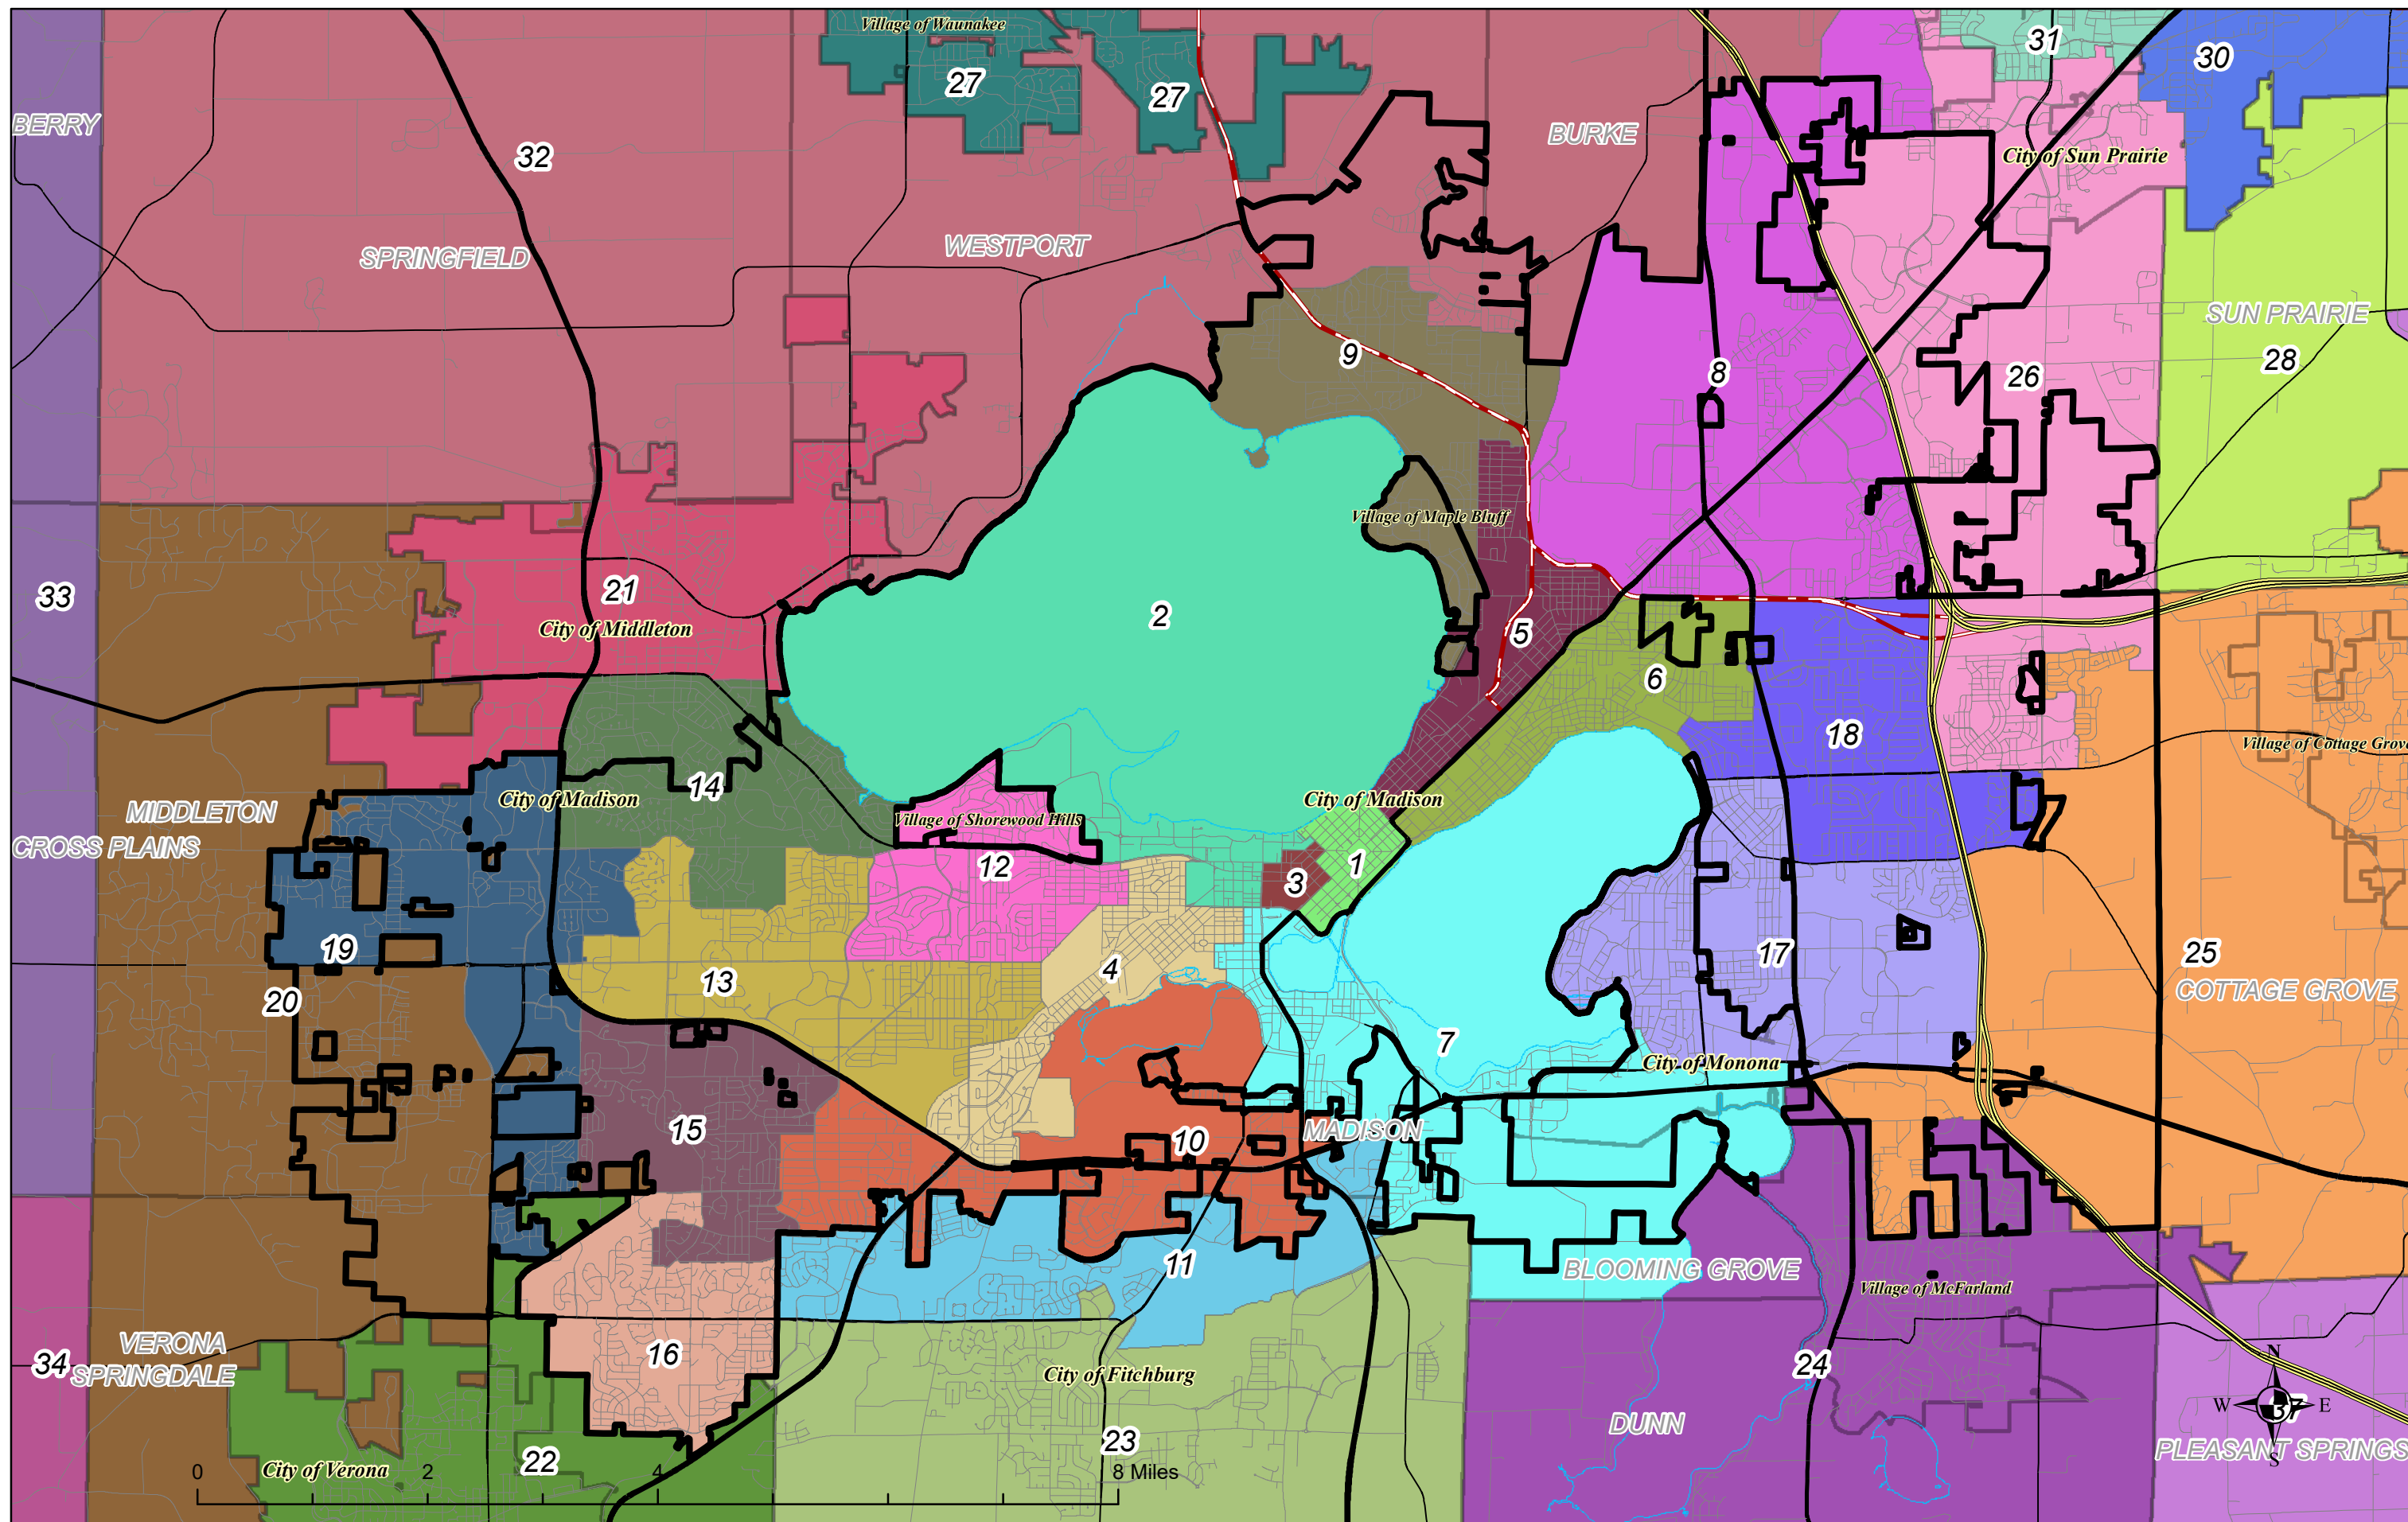 Village of Waunakee
31
30
27
27
BERRY
BURKE
32
City of Sun Prairie
SPRINGFIELD
WESTPORT
SUN PRAIRIE
9
28
8
26
Village of Maple Bluff
33
21
2
City of Middleton
5
6
18
Village of Cottage Grove
14
City of Madison
City of Madison
MIDDLETON
Village of Shorewood Hills
CROSS PLAINS
12
1
3
19
17
25
4
13
COTTAGE GROVE
20
7
City of Monona
15
MADISON
10
11
BLOOMING GROVE
Village of McFarland
VERONA
16
34
24
SPRINGDALE
City of Fitchburg
N
W
37
E
DUNN
23
PLEASANT SPRINGS
S
22
City of Verona
0 2 4 8 Miles